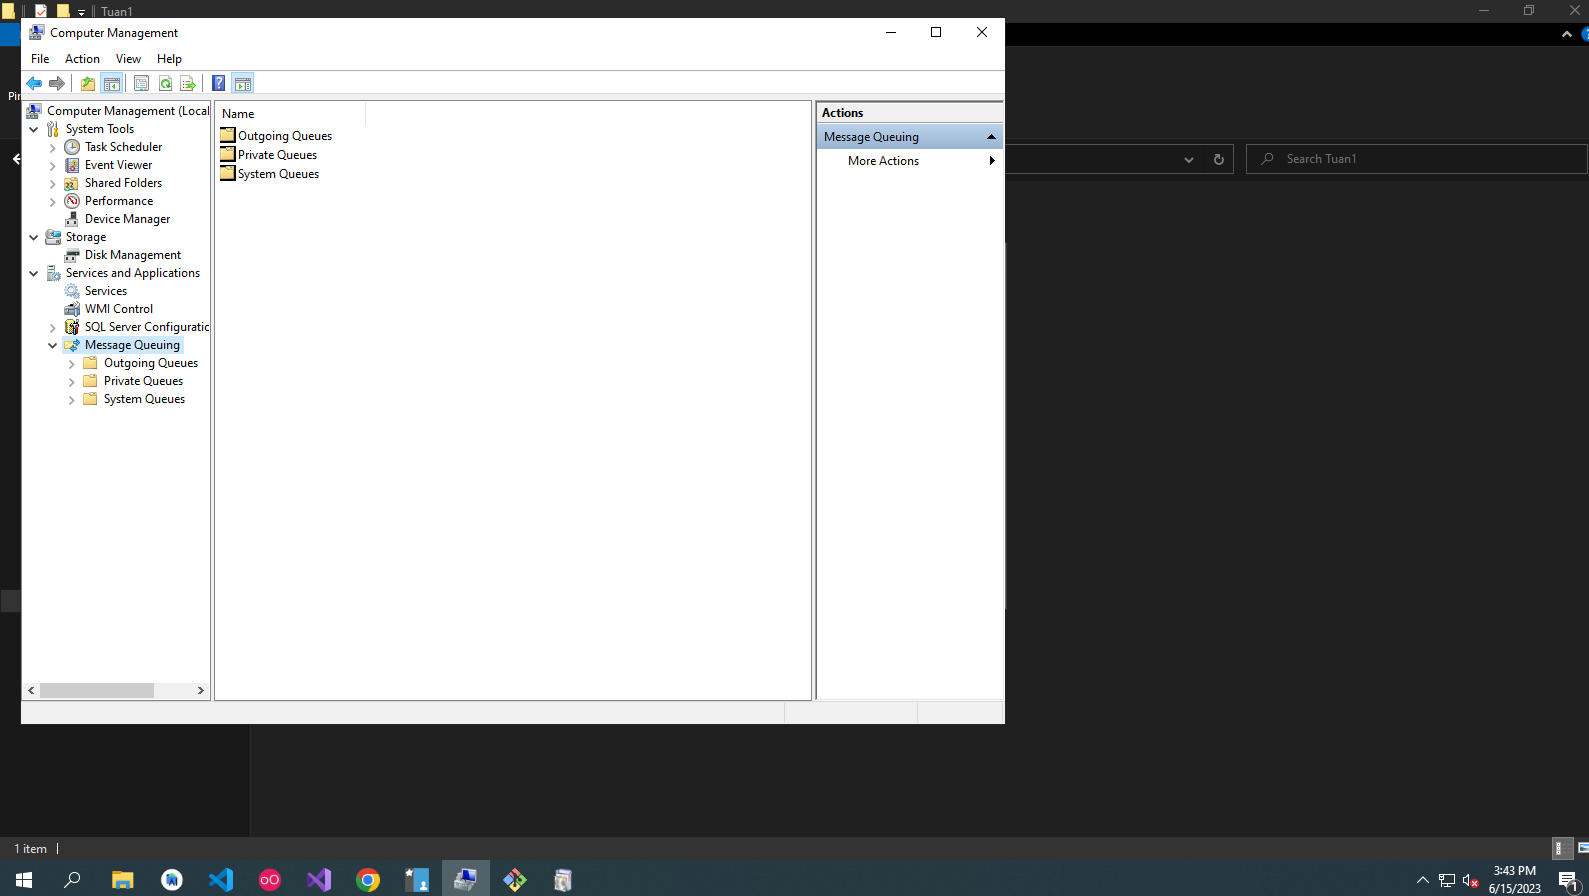 Tuan1
Computer Management
File Action View Help
Computer Management (Local
System Tools
Task Scheduler
Event Viewer
Shared Folders
Performance
Device Manager
Storage
Disk Management
Services and Applications
Services
WMI Control
SQL Server Configuratio
Message Queuing
Outgoing Queues
Private Queues
System Queues
Name
Outgoing Queues
Private Queues
System Queues
Actions
Message Queuing
More Actions
Search Tuan1
1 item
3:43 PM
6/15/2023
1